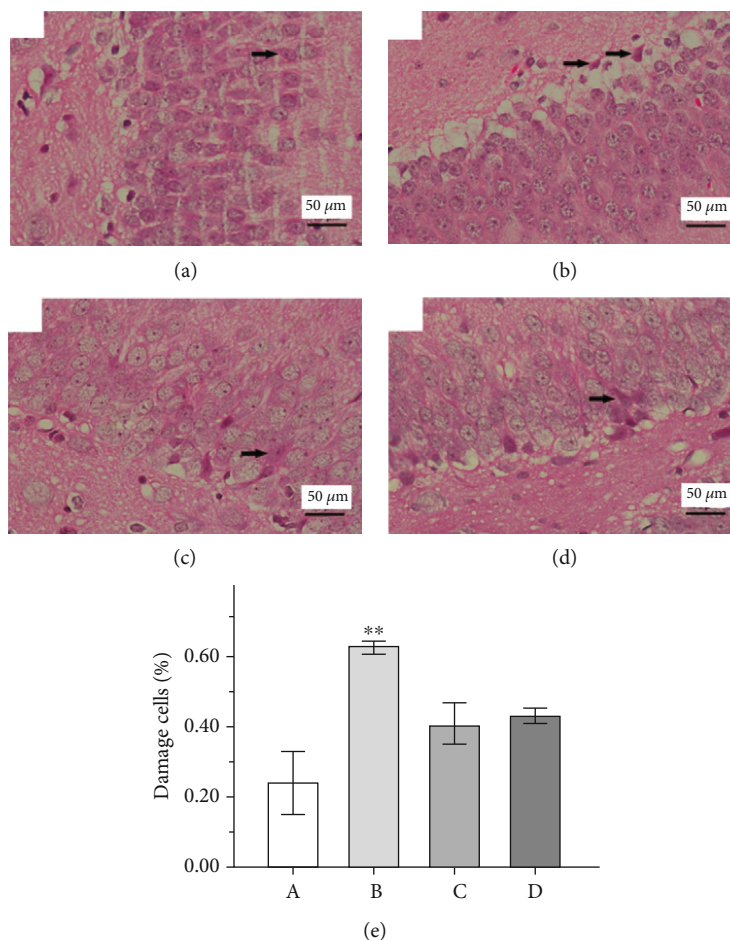 50 µm
50 µm
(a)
(b)
50 µm
50 µm
(c)
(d)
Damage cells (%)
**
0.60
0.40
0.20
0.00
A B C D
(e)